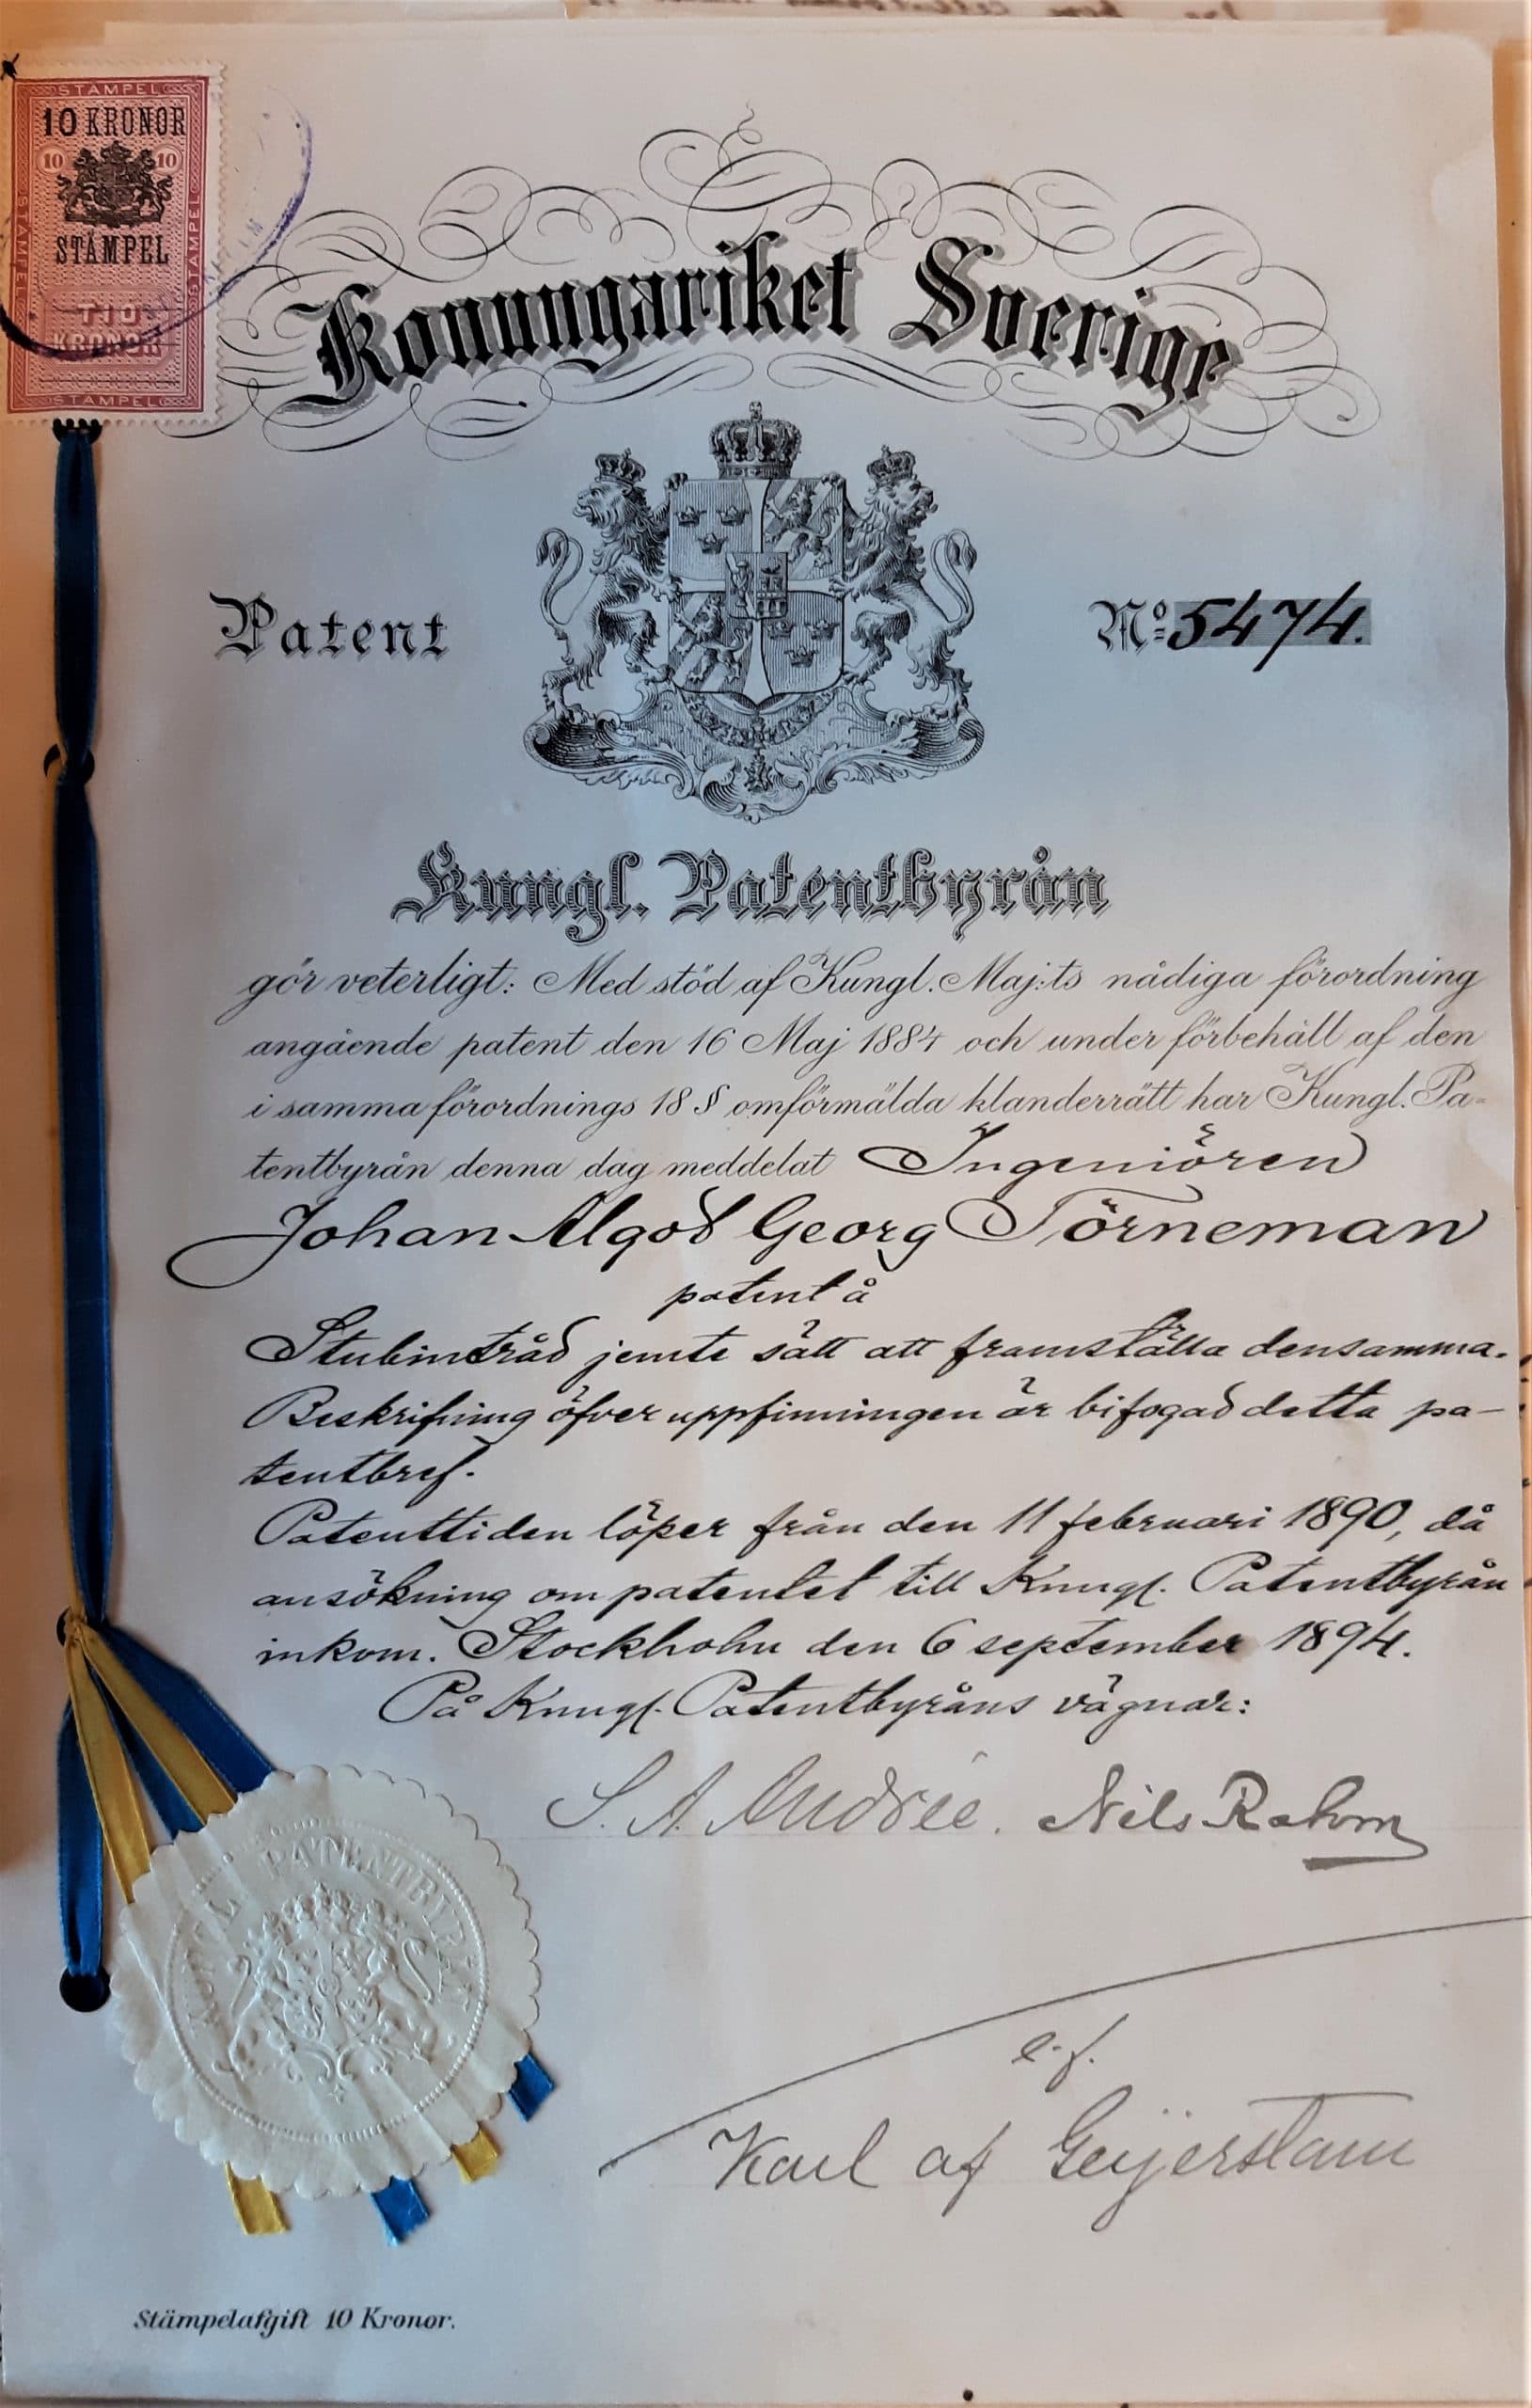 STÄMPEL
10 KRONOR
10 10
STÄMPEL
TIO
KRONOR
STÄMPEL
STÄMPEL
STÄMPEL
Konungariket Sverige
Patent
No 5474.
Kungl. Patentbyrån
gör veterligt: Med stöd af Kungl. Maj:ts nådiga förordning
angående patent den 16 Maj 1884 och under förbehåll af den
i samma förordnings 18 § omförmälda klanderrätt har Kungl. Pa-
tentbyrån denna dag meddelat Ingeniören
Johan Algod Georg Törneman
patent å
Stubintråd jemte sätt att framställa densamma.
Beskrifning öfver uppfinningen är bifogad detta pa-
tentbref.
Patenttiden löper från den 11 februari 1890, då
ansökning om patentet till Kungl. Patentbyrån
inkom. Stockholm den 6 september 1894.
På Kungl. Patentbyråns vägnar:
S. A. Andrée. Nils Rahm
e.f.
Karl af Geijerstam
KUNGL. PATENTBYRÅN
Stämpelafgift 10 Kronor.